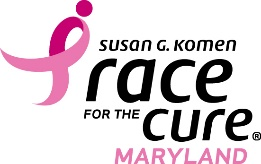 SUSAN G. KOMEN
race
FOR THE
cure®
MARYLAND